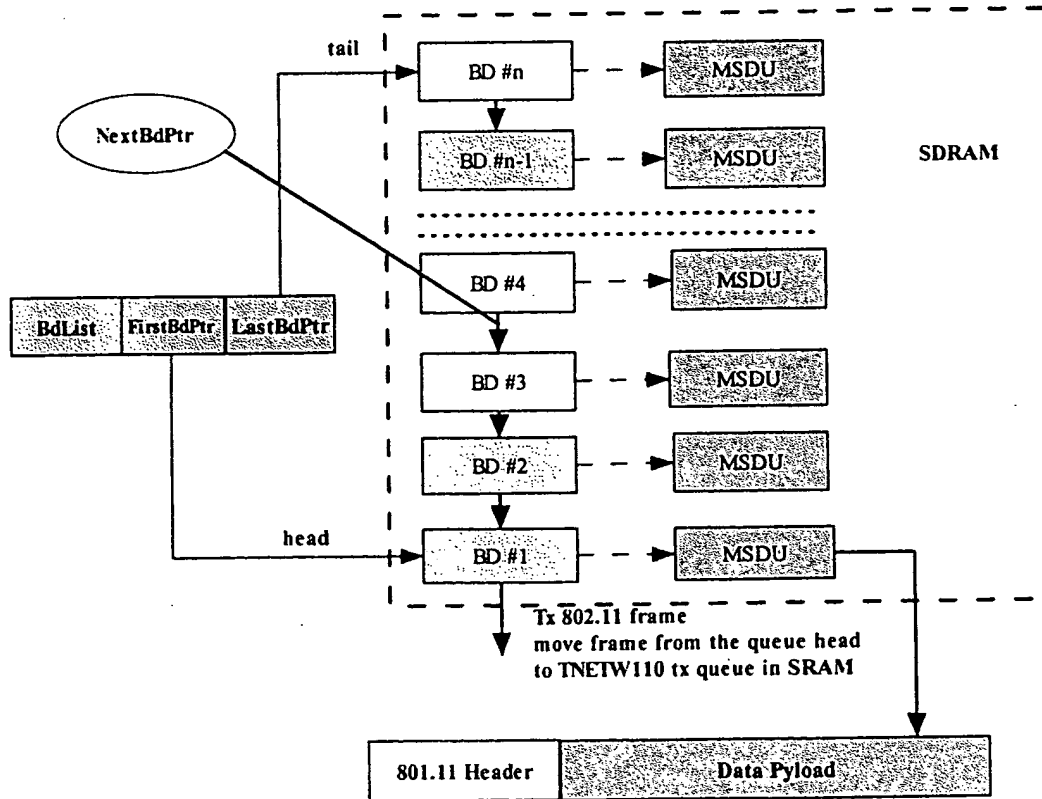 tail
BD #n
MSDU
NextBdPtr
BD #n-1
MSDU
SDRAM
BD #4
MSDU
BdList
FirstBdPtr
LastBdPtr
BD #3
MSDU
BD #2
MSDU
head
BD #1
MSDU
Tx 802.11 frame
move frame from the queue head
to TNETW110 tx queue in SRAM
801.11 Header
Data Pyload